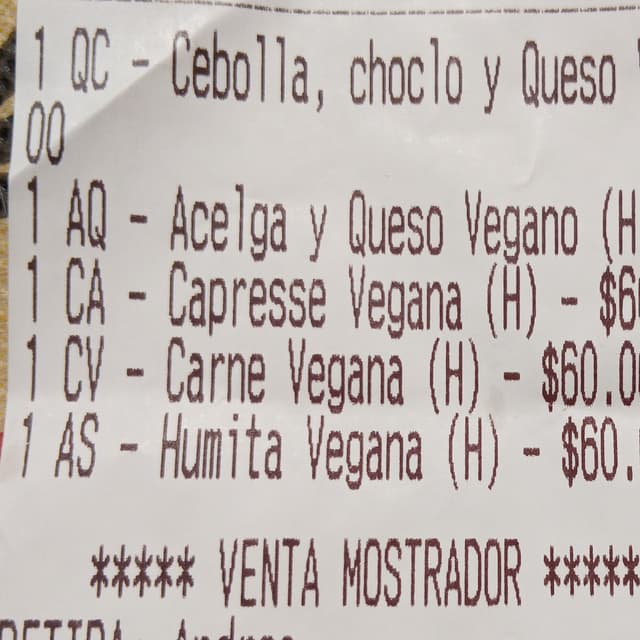 1 QC - Cebolla, choclo y Queso
00
1 AQ - Acelga y Queso Vegano (H
1 CA - Capresse Vegana (H) - $6
1 CV - Carne Vegana (H) - $60.0
1 AS - Humita Vegana (H) - $60.
***** VENTA MOSTRADOR *****